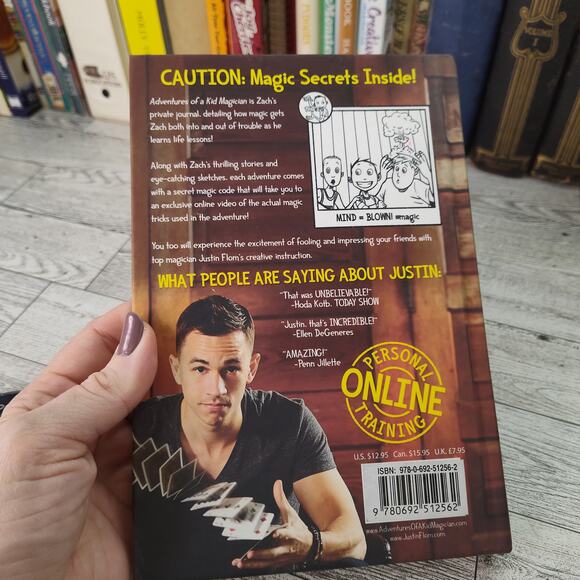 CAUTION: Magic Secrets Inside!
Adventures of a Kid Magician is Zach's
private journal, detailing how magic gets
Zach both into and out of trouble as he
learns life lessons!
Along with Zach's thrilling stories and
eye-catching sketches, each adventure comes
with a secret magic code that will take you to
an exclusive online video of the actual magic
tricks used in the adventure!
MIND = BLOWN! #magic
You too will experience the excitement of fooling and impressing your friends with
top magician Justin Flom's creative instruction.
WHAT PEOPLE ARE SAYING ABOUT JUSTIN:
"That was UNBELIEVABLE!"
-Hoda Kotb, TODAY SHOW
"Justin, that's INCREDIBLE!"
-Ellen DeGeneres
"AMAZING!"
-Penn Jillette
PERSONAL
ONLINE
TRAINING
U.S. $12.95 Can. $15.95 U.K. £7.95
ISBN: 978-0-692-51256-2
9 780692 512562
www.AdventuresOfAKidMagician.com
www.JustinFlom.com